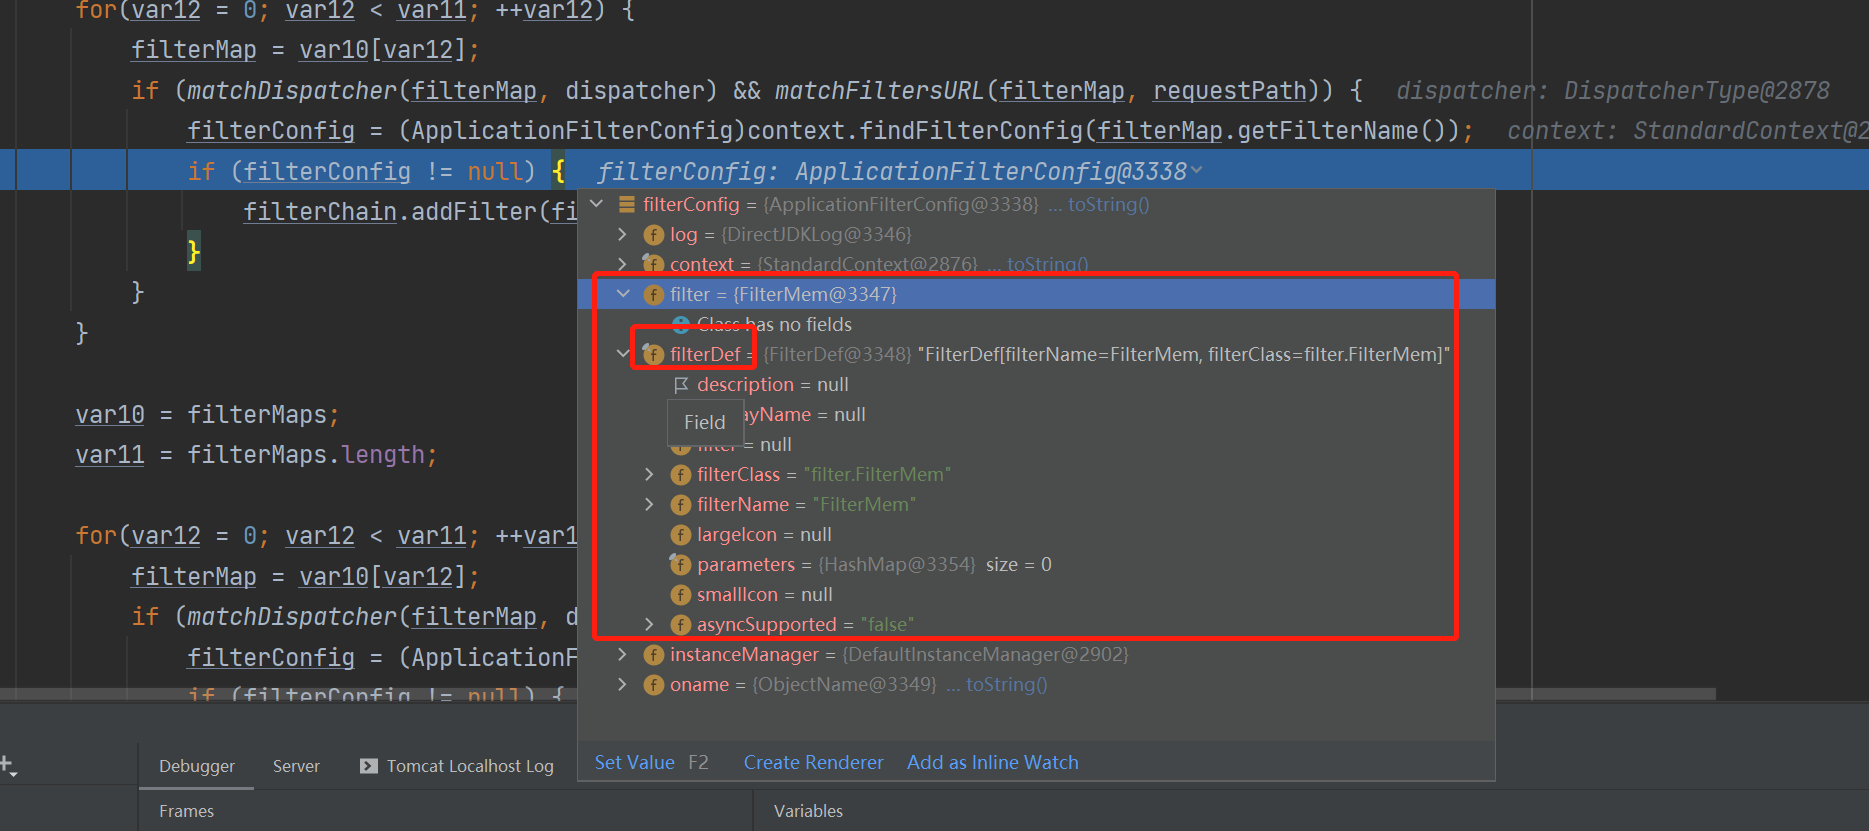 for(var12 = 0; var12 < var11; ++var12) {
filterMap = var10[var12];
if (matchDispatcher(filterMap, dispatcher) && matchFiltersURL(filterMap, requestPath)) { dispatcher: DispatcherType@2878
filterConfig = (ApplicationFilterConfig)context.findFilterConfig(filterMap.getFilterName()); context: StandardContext@2
if (filterConfig != null) { filterConfig: ApplicationFilterConfig@3338
filterChain.addFilter(fi
}
}
}
var10 = filterMaps;
var11 = filterMaps.length;
for(var12 = 0; var12 < var11; ++var1
filterMap = var10[var12];
if (matchDispatcher(filterMap, d
filterConfig = (ApplicationF
if (filterConfig != null) {
filterConfig = {ApplicationFilterConfig@3338} ... toString()
log = {DirectJDKLog@3346}
context = {StandardContext@2876} ... toString()
filter = {FilterMem@3347}
Class has no fields
filterDef = {FilterDef@3348} "FilterDef[filterName=FilterMem, filterClass=filter.FilterMem]"
description = null
ayName = null
Field
filter = null
filterClass = "filter.FilterMem"
filterName = "FilterMem"
largeIcon = null
parameters = {HashMap@3354} size = 0
smallIcon = null
asyncSupported = "false"
instanceManager = {DefaultInstanceManager@2902}
oname = {ObjectName@3349} ... toString()
Set Value F2 Create Renderer Add as Inline Watch
Debugger Server Tomcat Localhost Log
Frames Variables